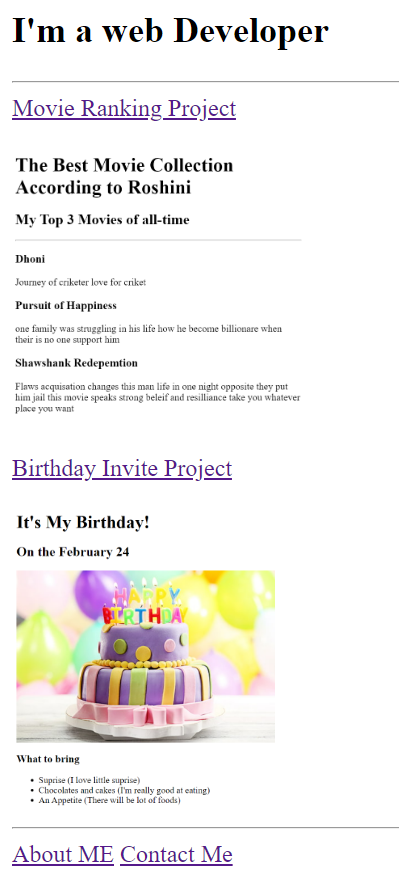 I'm a web Developer
Movie Ranking Project
The Best Movie Collection
According to Roshini
My Top 3 Movies of all-time
Dhoni
Journey of criketer love for criket
Pursuit of Happiness
one family was struggling in his life how he become billionare when
their is no one support him
Shawshank Redepemtion
Flaws acquisation changes this man life in one night opposite they put
him jail this movie speaks strong beleif and resilliance take you whatever
place you want
Birthday Invite Project
It's My Birthday!
On the February 24
HAPPY
BIRTHDAY
What to bring
Suprise (I love little suprise)
Chocolates and cakes (I'm really good at eating)
An Appetite (There will be lot of foods)
About ME Contact Me